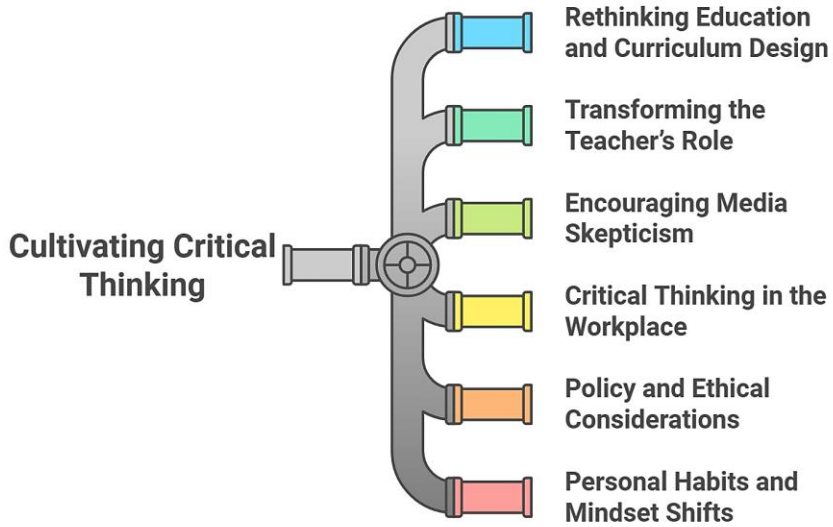 Cultivating Critical
Thinking
Rethinking Education
and Curriculum Design
Transforming the
Teacher's Role
Encouraging Media
Skepticism
Critical Thinking in the
Workplace
Policy and Ethical
Considerations
Personal Habits and
Mindset Shifts